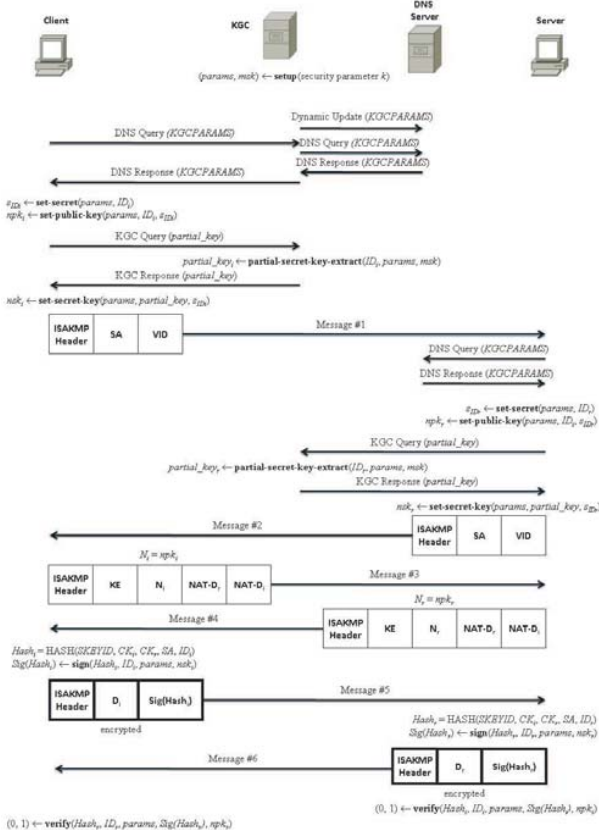 Client
KGC
DNS
Server
Server
(params, msk) ← setup(security parameter k)
Dynamic Update (KGCPARAMS)
DNS Query (KGCPARAMS)
DNS Query (KGCPARAMS)
DNS Response (KGCPARAMS)
DNS Response (KGCPARAMS)
s_IDi ← set-secret(params, ID_i)
npk_i ← set-public-key(params, ID_i, s_IDi)
KGC Query (partial_key)
partial_key_i ← partial-secret-key-extract(ID_i, params, msk)
KGC Response (partial_key)
nsk_i ← set-secret-key(params, partial_key, s_IDi)
ISAKMP Header SA VID
Message #1
DNS Query (KGCPARAMS)
DNS Response (KGCPARAMS)
s_IDr ← set-secret(params, ID_r)
npk_r ← set-public-key(params, ID_r, s_IDr)
KGC Query (partial_key)
partial_key_r ← partial-secret-key-extract(ID_r, params, msk)
KGC Response (partial_key)
nsk_r ← set-secret-key(params, partial_key, s_IDr)
Message #2
ISAKMP Header SA VID
N_i = npk_i
ISAKMP Header KE N_i NAT-D_r NAT-D_i
Message #3
N_r = npk_r
Message #4
ISAKMP Header KE N_r NAT-D_r NAT-D_i
Hash_i = HASH(SKEYID, CK_i, CK_r, SA, ID_i)
Sig(Hash_i) ← sign(Hash_i, ID_i, params, nsk_i)
ISAKMP Header D_i Sig(Hash_i)
Message #5
encrypted
Hash_r = HASH(SKEYID, CK_i, CK_r, SA, ID_r)
Sig(Hash_r) ← sign(Hash_r, ID_r, params, nsk_r)
Message #6
ISAKMP Header D_r Sig(Hash_r)
encrypted
(0, 1) ← verify(Hash_i, ID_i, params, Sig(Hash_i), npk_i)
(0, 1) ← verify(Hash_r, ID_r, params, Sig(Hash_r), npk_r)